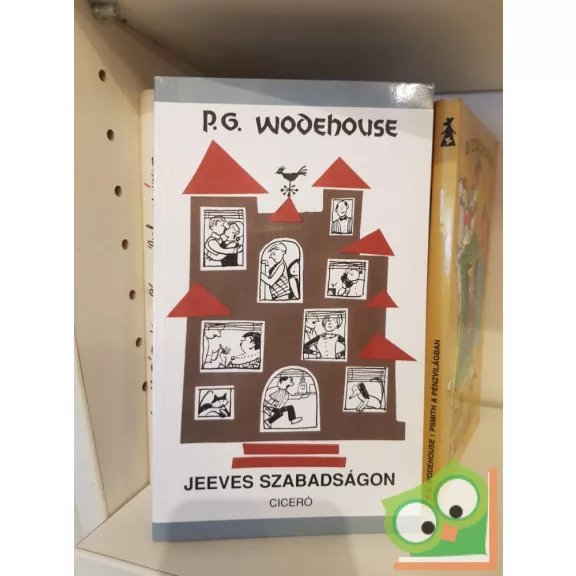 P.G. WODEHOUSE
JEEVES SZABADSÁGON
CICERÓ
P. G. WODEHOUSE / PSMITH A PÉNZVILÁGBAN